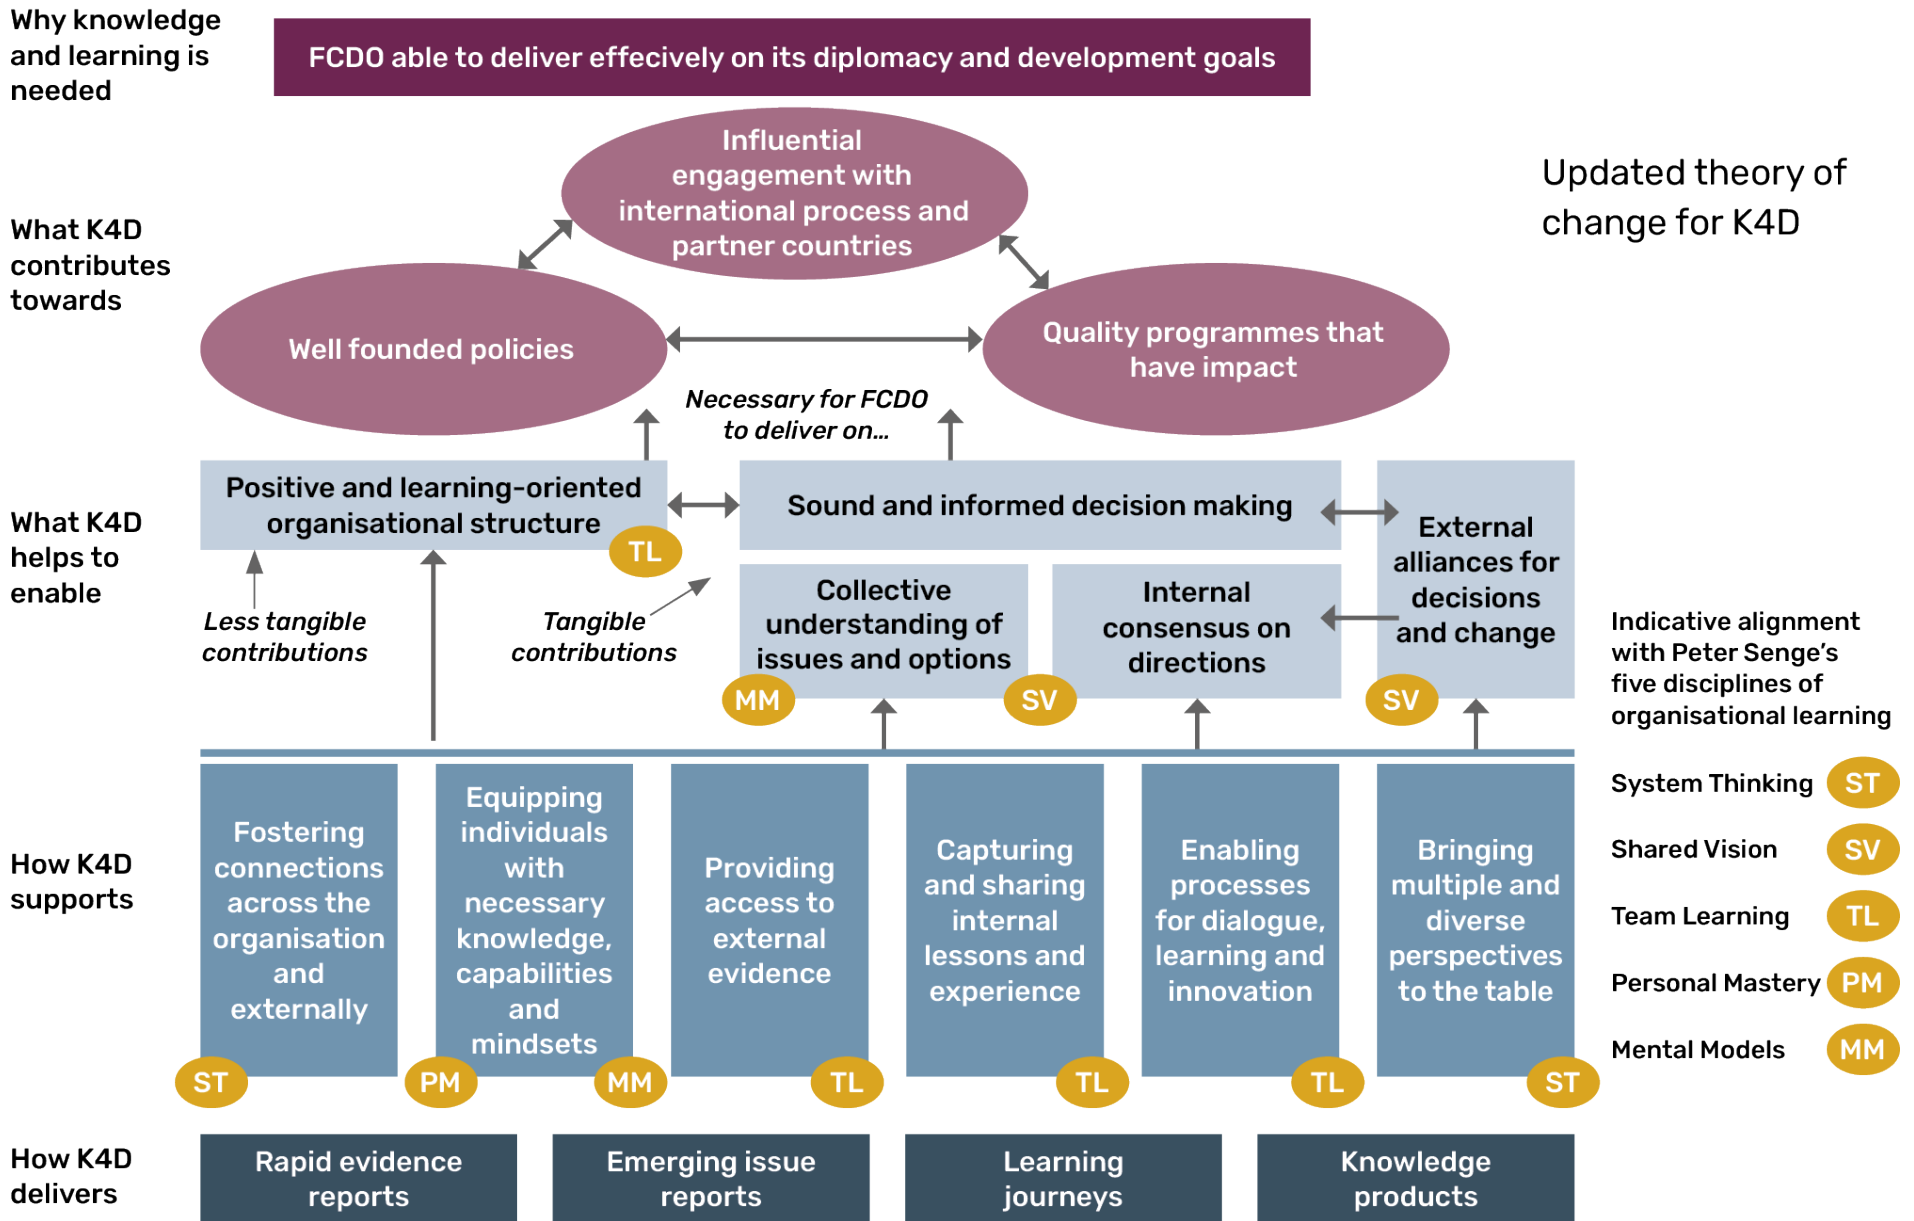 Why knowledge
and learning is
needed
FCDO able to deliver effecively on its diplomacy and development goals
Updated theory of
change for K4D
What K4D
contributes
towards
Influential
engagement with
international process and
partner countries
Well founded policies
Quality programmes that
have impact
Necessary for FCDO
to deliver on...
What K4D
helps to
enable
Positive and learning-oriented
organisational structure
TL
Sound and informed decision making
External
alliances for
decisions
and change
SV
Less tangible
contributions
Tangible
contributions
Collective
understanding of
issues and options
MM
SV
Internal
consensus on
directions
Indicative alignment
with Peter Senge's
five disciplines of
organisational learning
System Thinking ST
Shared Vision SV
Team Learning TL
Personal Mastery PM
Mental Models MM
How K4D
supports
Fostering
connections
across the
organisation
and
externally
ST
Equipping
individuals
with
necessary
knowledge,
capabilities
and
mindsets
PM
MM
Providing
access to
external
evidence
TL
Capturing
and sharing
internal
lessons and
experience
TL
Enabling
processes
for dialogue,
learning and
innovation
TL
Bringing
multiple and
diverse
perspectives
to the table
ST
How K4D
delivers
Rapid evidence
reports
Emerging issue
reports
Learning
journeys
Knowledge
products